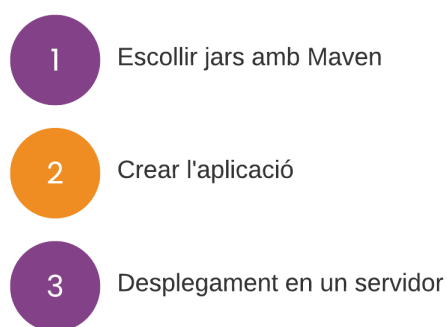 1 Escollir jars amb Maven
2 Crear l'aplicació
3 Desplegament en un servidor